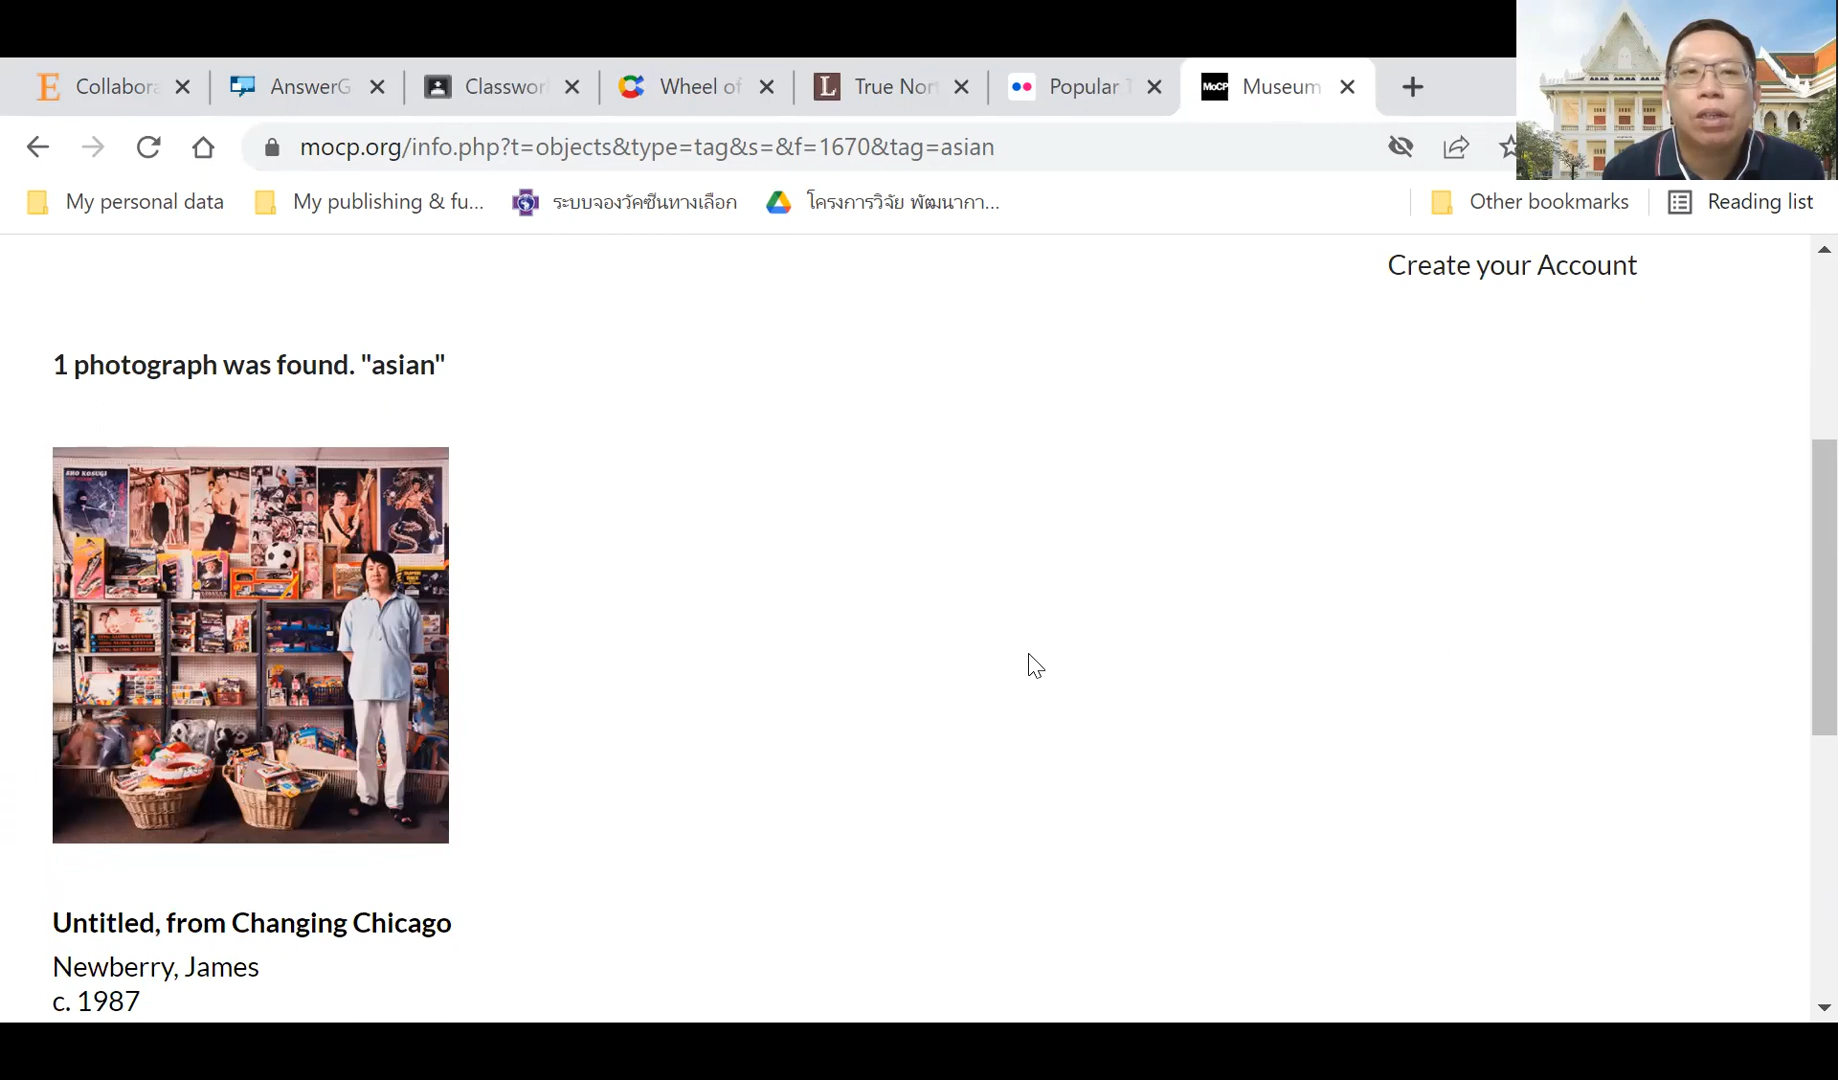 E Collabora
AnswerG
Classwor
Wheel of
L True Nor
Popular T
MoCP Museum
mocp.org/info.php?t=objects&type=tag&s=&f=1670&tag=asian
My personal data
My publishing & fu...
ระบบจองวัคซีนทางเลือก
โครงการวิจัย พัฒนากา...
Other bookmarks
Reading list
Create your Account
1 photograph was found. "asian"
SHO KOSUGI
Untitled, from Changing Chicago
Newberry, James
c. 1987